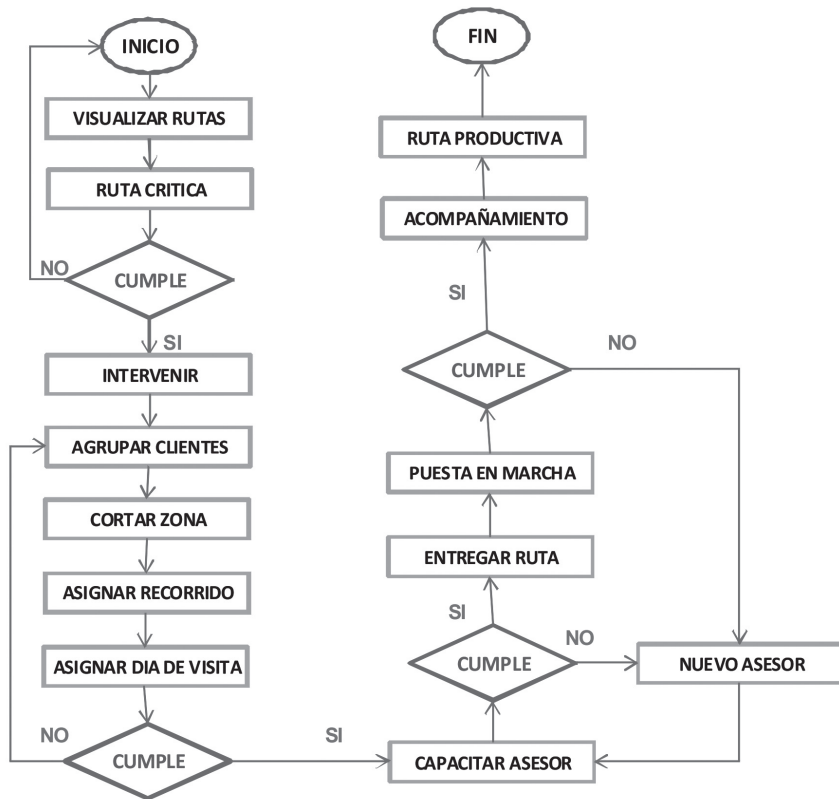 INICIO
VISUALIZAR RUTAS
RUTA CRITICA
CUMPLE
NO
SI
INTERVENIR
AGRUPAR CLIENTES
CORTAR ZONA
ASIGNAR RECORRIDO
ASIGNAR DIA DE VISITA
CUMPLE
NO
SI
CAPACITAR ASESOR
CUMPLE
NO
NUEVO ASESOR
SI
ENTREGAR RUTA
PUESTA EN MARCHA
CUMPLE
NO
SI
ACOMPAÑAMIENTO
RUTA PRODUCTIVA
FIN